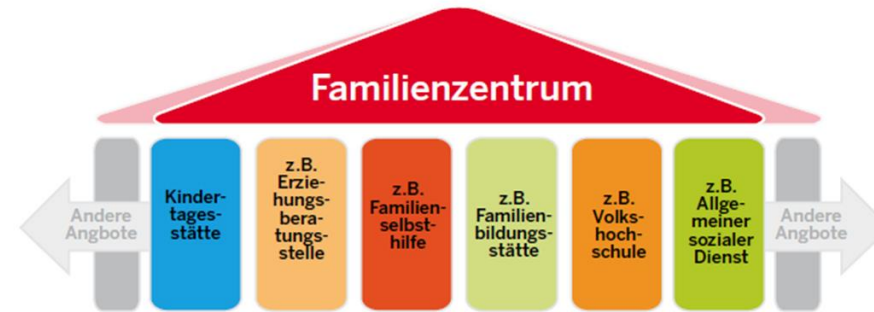 Familienzentrum
Andere
Angbote
Kinder-
tages-
stätte
z.B.
Erzie-
hungs-
bera-
tungs-
stelle
z.B.
Familien-
selbst-
hilfe
z.B.
Familien-
bildungs-
stätte
z.B.
Volks-
hoch-
schule
z.B.
Allge-
meiner
sozialer
Dienst
Andere
Angbote